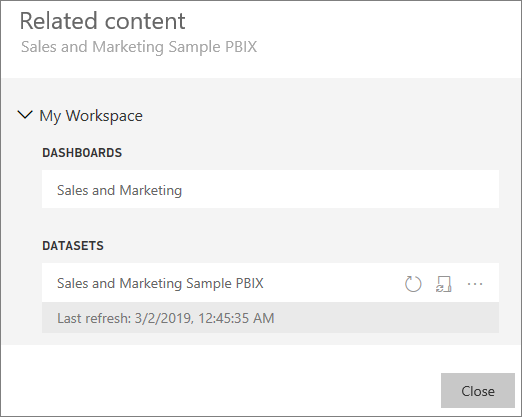 Related content
Sales and Marketing Sample PBIX
My Workspace
DASHBOARDS
Sales and Marketing
DATASETS
Sales and Marketing Sample PBIX
Last refresh: 3/2/2019, 12:45:35 AM
Close